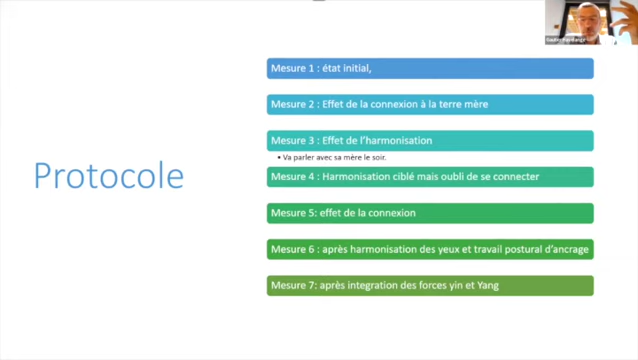 Protocole
Mesure 1 : état initial,
Mesure 2 : Effet de la connexion à la terre mère
Mesure 3 : Effet de l'harmonisation
• Va parler avec sa mère le soir.
Mesure 4 : Harmonisation ciblé mais oubli de se connecter
Mesure 5: effet de la connexion
Mesure 6 : après harmonisation des yeux et travail postural d'ancrage
Mesure 7: après integration des forces yin et Yang